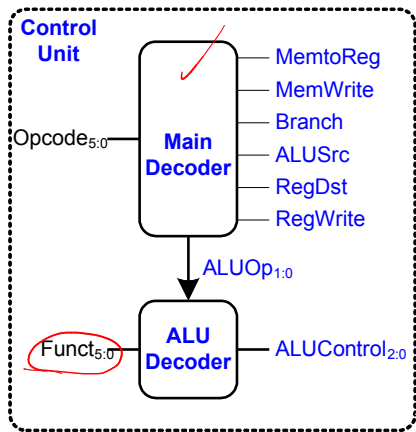 Control
Unit
MemtoReg
MemWrite
Branch
ALUSrc
RegDst
RegWrite
Opcode5:0
Main
Decoder
ALUOp1:0
Funct5:0
ALU
Decoder
ALUControl2:0